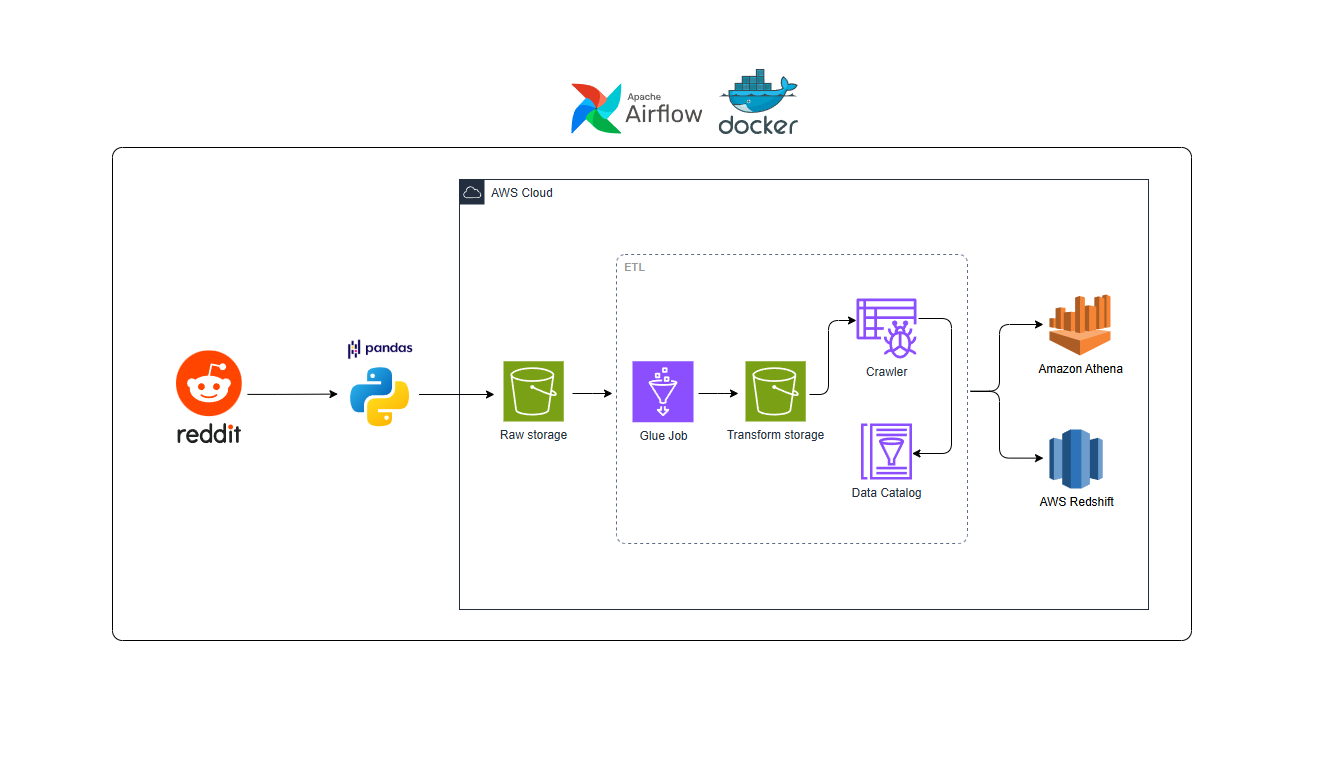 Apache
Airflow
docker
AWS Cloud
ETL
pandas
reddit
Raw storage
Glue Job
Transform storage
Crawler
Data Catalog
Amazon Athena
AWS Redshift